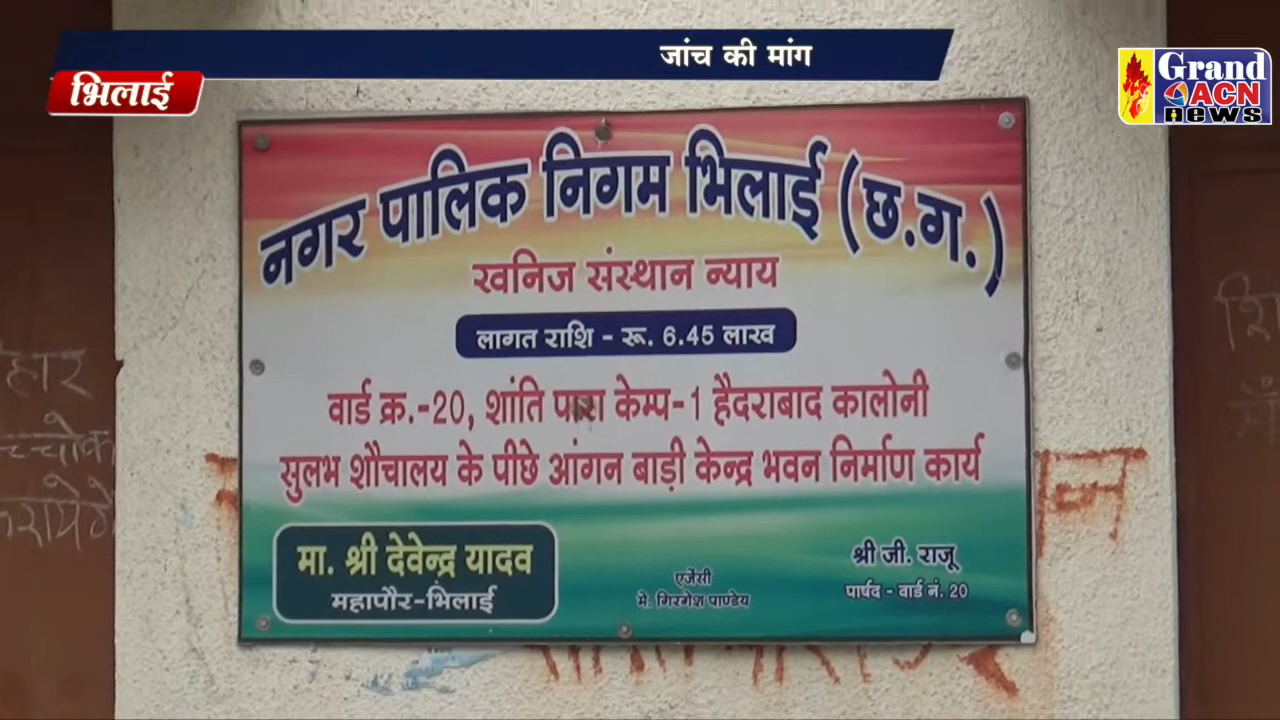 जांच की मांग
भिलाई
Grand
ACN
news
नगर पालिक निगम भिलाई (छ.ग.)
खनिज संस्थान न्याय
लागत राशि - रू. 6.45 लाख
वार्ड क्र.-20, शांति पारा केम्प-1 हैदराबाद कालोनी
सुलभ शौचालय के पीछे आंगन बाड़ी केन्द्र भवन निर्माण कार्य
मा. श्री देवेन्द्र यादव
महापौर-भिलाई
एजेंसी
मे. गिरगेश पाण्डेय
श्री जी. राजू
पार्षद - वार्ड नं. 20